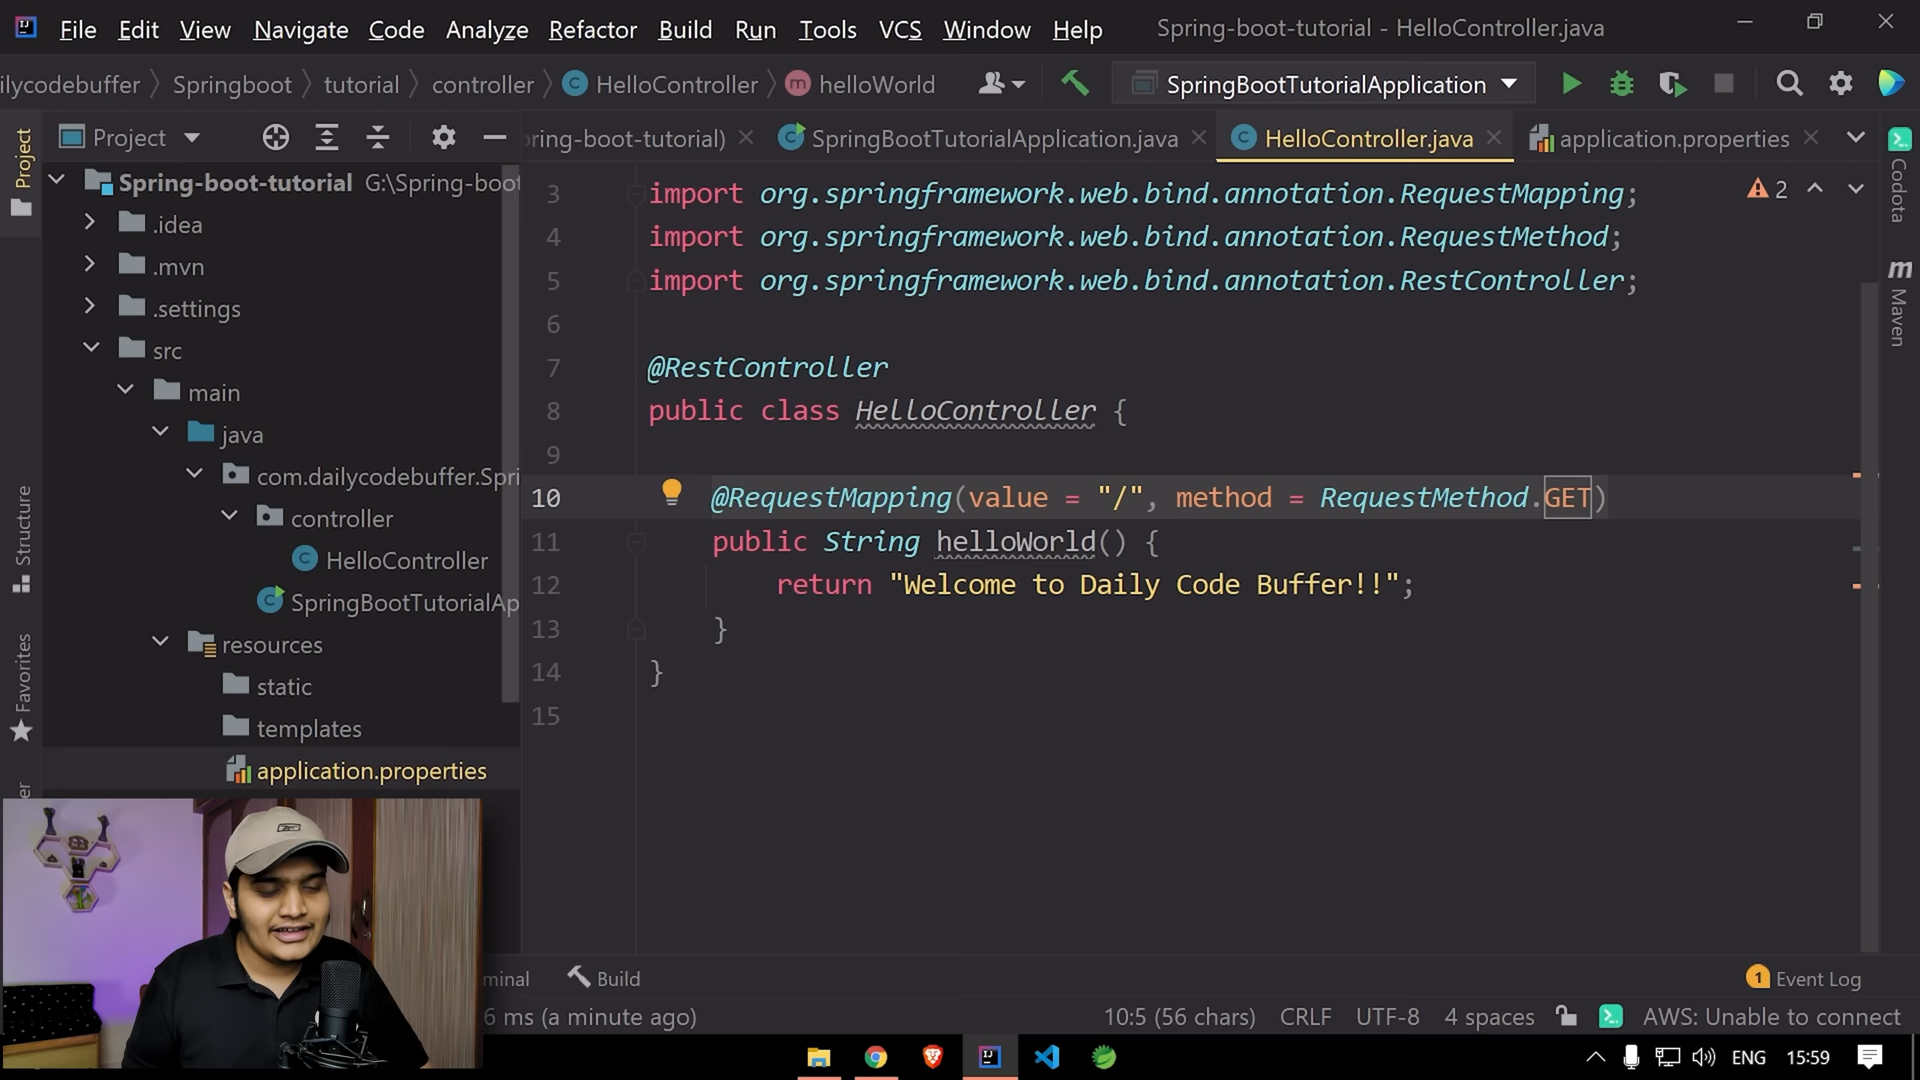 File Edit View Navigate Code Analyze Refactor Build Run Tools VCS Window Help Spring-boot-tutorial - HelloController.java
ilycodebuffer Springboot tutorial controller HelloController helloWorld SpringBootTutorialApplication
Project
pring-boot-tutorial) SpringBootTutorialApplication.java HelloController.java application.properties
Project
Structure
Favorites
Spring-boot-tutorial G:\Spring-boot
.idea
.mvn
.settings
src
main
java
com.dailycodebuffer.Spri
controller
HelloController
SpringBootTutorialAp
resources
static
templates
application.properties
3 import org.springframework.web.bind.annotation.RequestMapping;
4 import org.springframework.web.bind.annotation.RequestMethod;
5 import org.springframework.web.bind.annotation.RestController;
6
7 @RestController
8 public class HelloController {
9
10 @RequestMapping(value = "/", method = RequestMethod.GET)
11 public String helloWorld() {
12 return "Welcome to Daily Code Buffer!!";
13 }
14 }
15
2
Codota
Maven
minal Build
1 Event Log
6 ms (a minute ago) 10:5 (56 chars) CRLF UTF-8 4 spaces AWS: Unable to connect
ENG 15:59